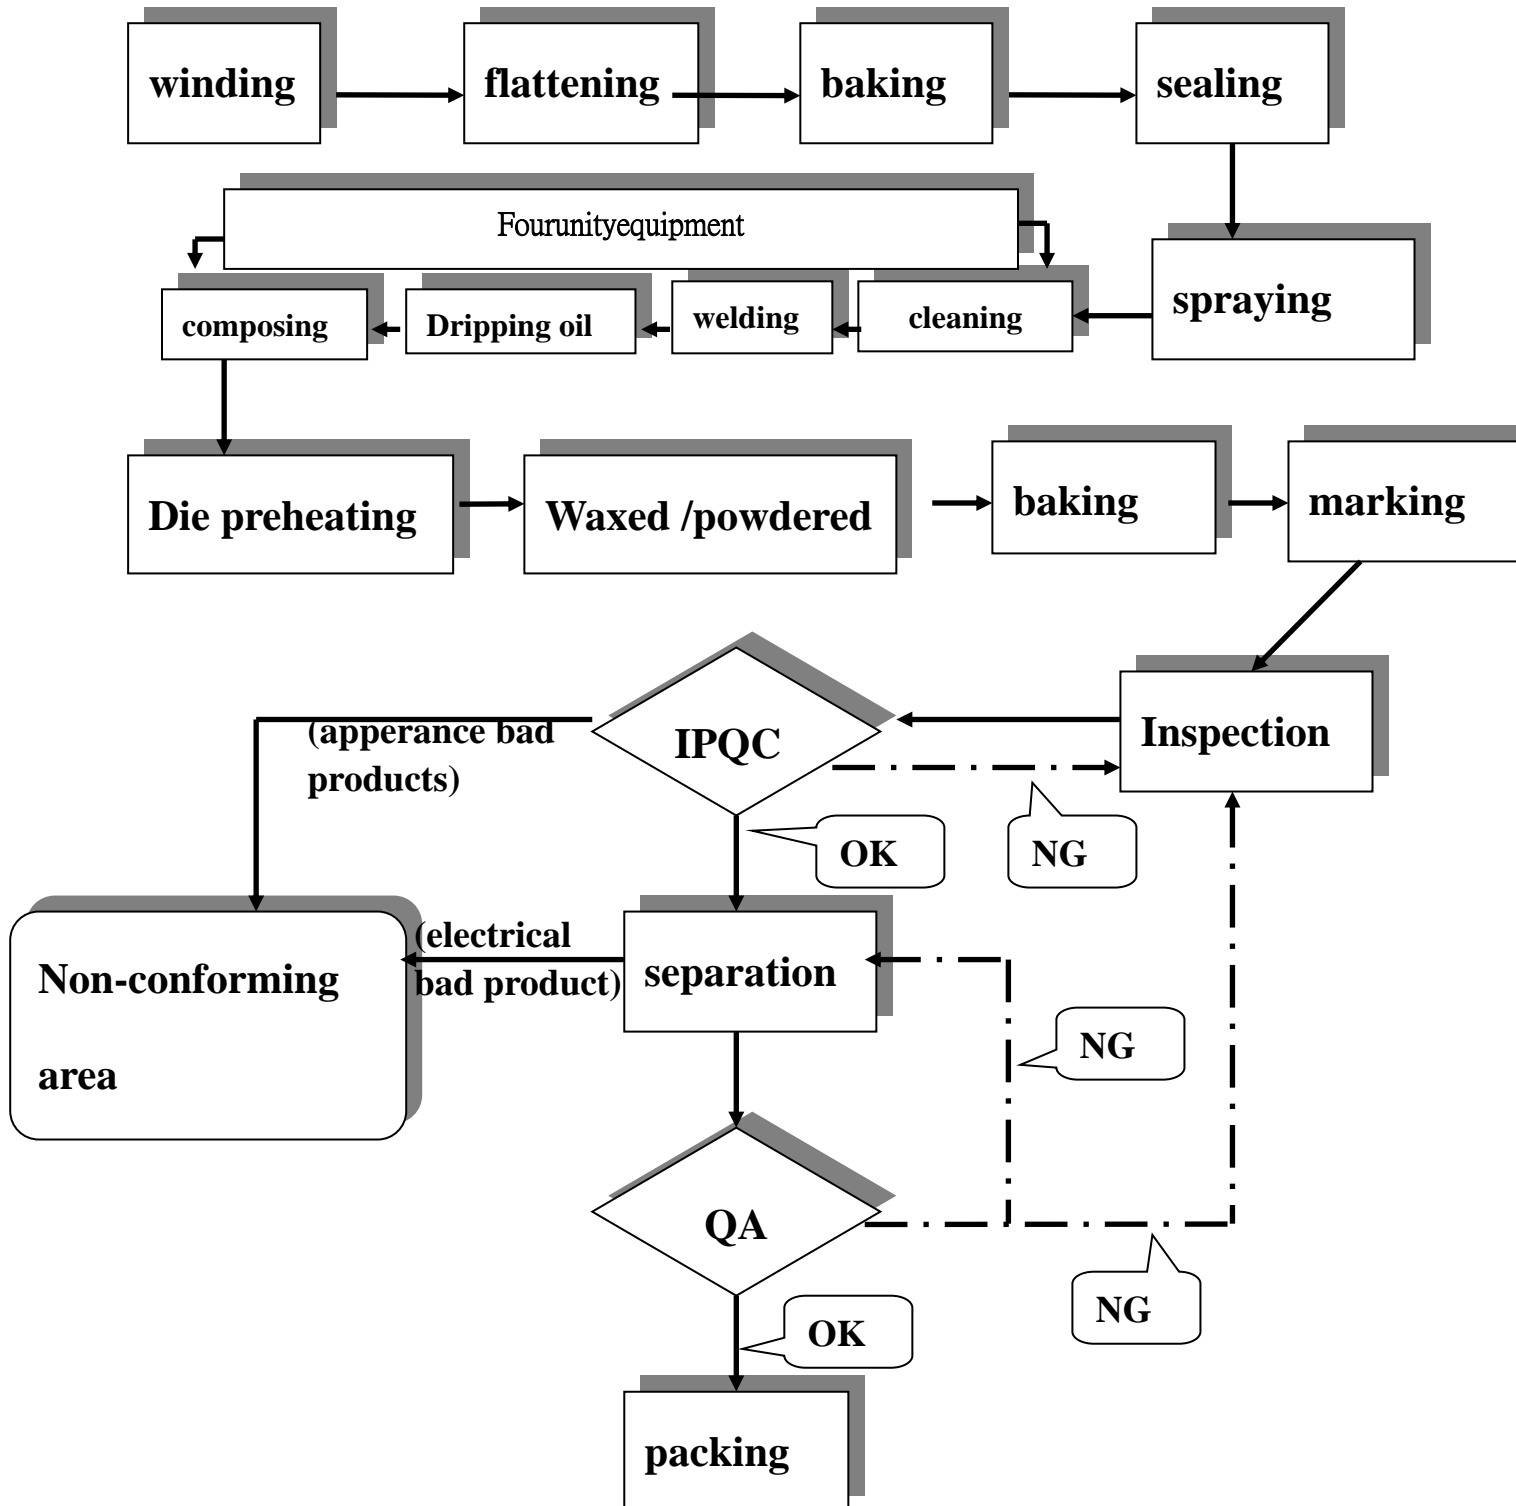 winding
flattening
baking
sealing
Fourunityequipment
composing
Dripping oil
welding
cleaning
spraying
Die preheating
Waxed /powdered
baking
marking
(apperance bad
products)
IPQC
Inspection
OK
NG
Non-conforming
area
(electrical
bad product)
separation
NG
QA
NG
OK
packing